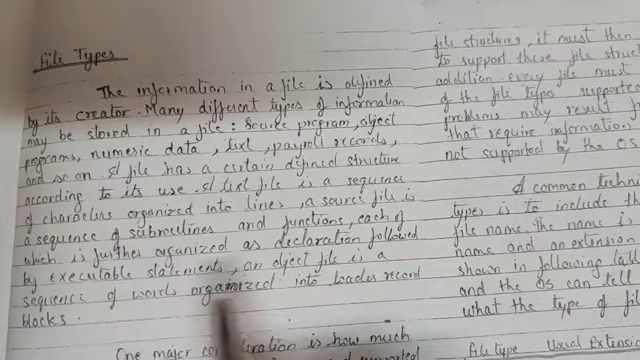 File Types
The information in a file is defined
by its creator. Many different types of information
may be stored in a file: Source program, object
programs, numeric data, text, payroll records,
and so on. A file has a certain defined structure
according to its use. A text file is a sequence
of characters organized into lines, a source file is
a sequence of subroutines and functions, each of
which is further organized as declaration followed
by executable statements, an object file is a
sequence of words organized into loader record
blocks.
One major consideration is how much
supported
file structures, it must then
to support these file struc
addition. every file must
of the file types supported
problems may result f
that require information
not supported by the OS.
A common techni
types is to include th
file name. The name is
name and an extension
shown in following tabl
and the OS can tell
what the type of fil
file type Usual Extensio